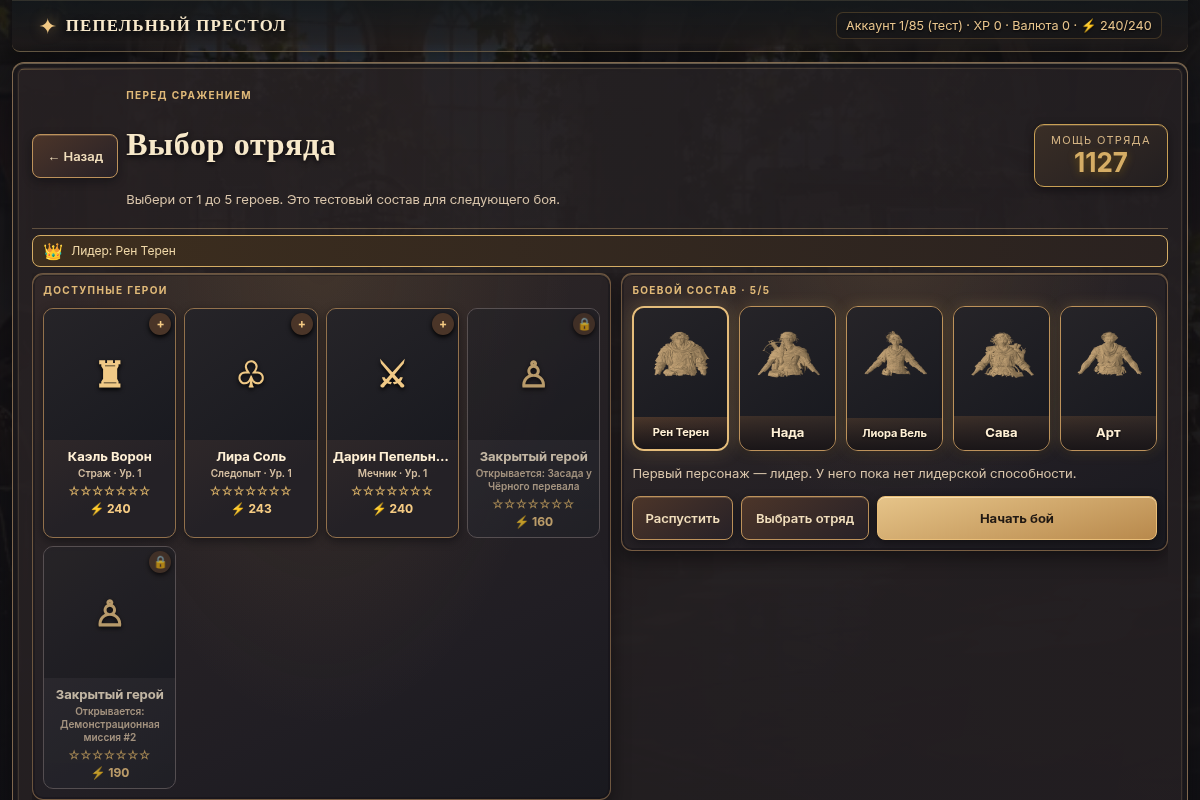 ПЕПЕЛЬНЫЙ ПРЕСТОЛ
Аккаунт 1/85 (тест) · XP 0 · Валюта 0 · ⚡ 240/240
ПЕРЕД СРАЖЕНИЕМ
← Назад
Выбор отряда
Выбери от 1 до 5 героев. Это тестовый состав для следующего боя.
МОЩЬ ОТРЯДА
1127
Лидер: Рен Терен
ДОСТУПНЫЕ ГЕРОИ
Каэль Ворон
Страж · Ур. 1
☆☆☆☆☆☆☆
⚡ 240
Лира Соль
Следопыт · Ур. 1
☆☆☆☆☆☆☆
⚡ 243
Дарин Пепельн...
Мечник · Ур. 1
☆☆☆☆☆☆☆
⚡ 240
Закрытый герой
Открывается: Засада у
Чёрного перевала
☆☆☆☆☆☆☆
⚡ 160
Закрытый герой
Открывается:
Демонстрационная
миссия #2
☆☆☆☆☆☆☆
⚡ 190
БОЕВОЙ СОСТАВ · 5/5
Рен Терен
Нада
Лиора Вель
Сава
Арт
Первый персонаж — лидер. У него пока нет лидерской способности.
Распустить
Выбрать отряд
Начать бой